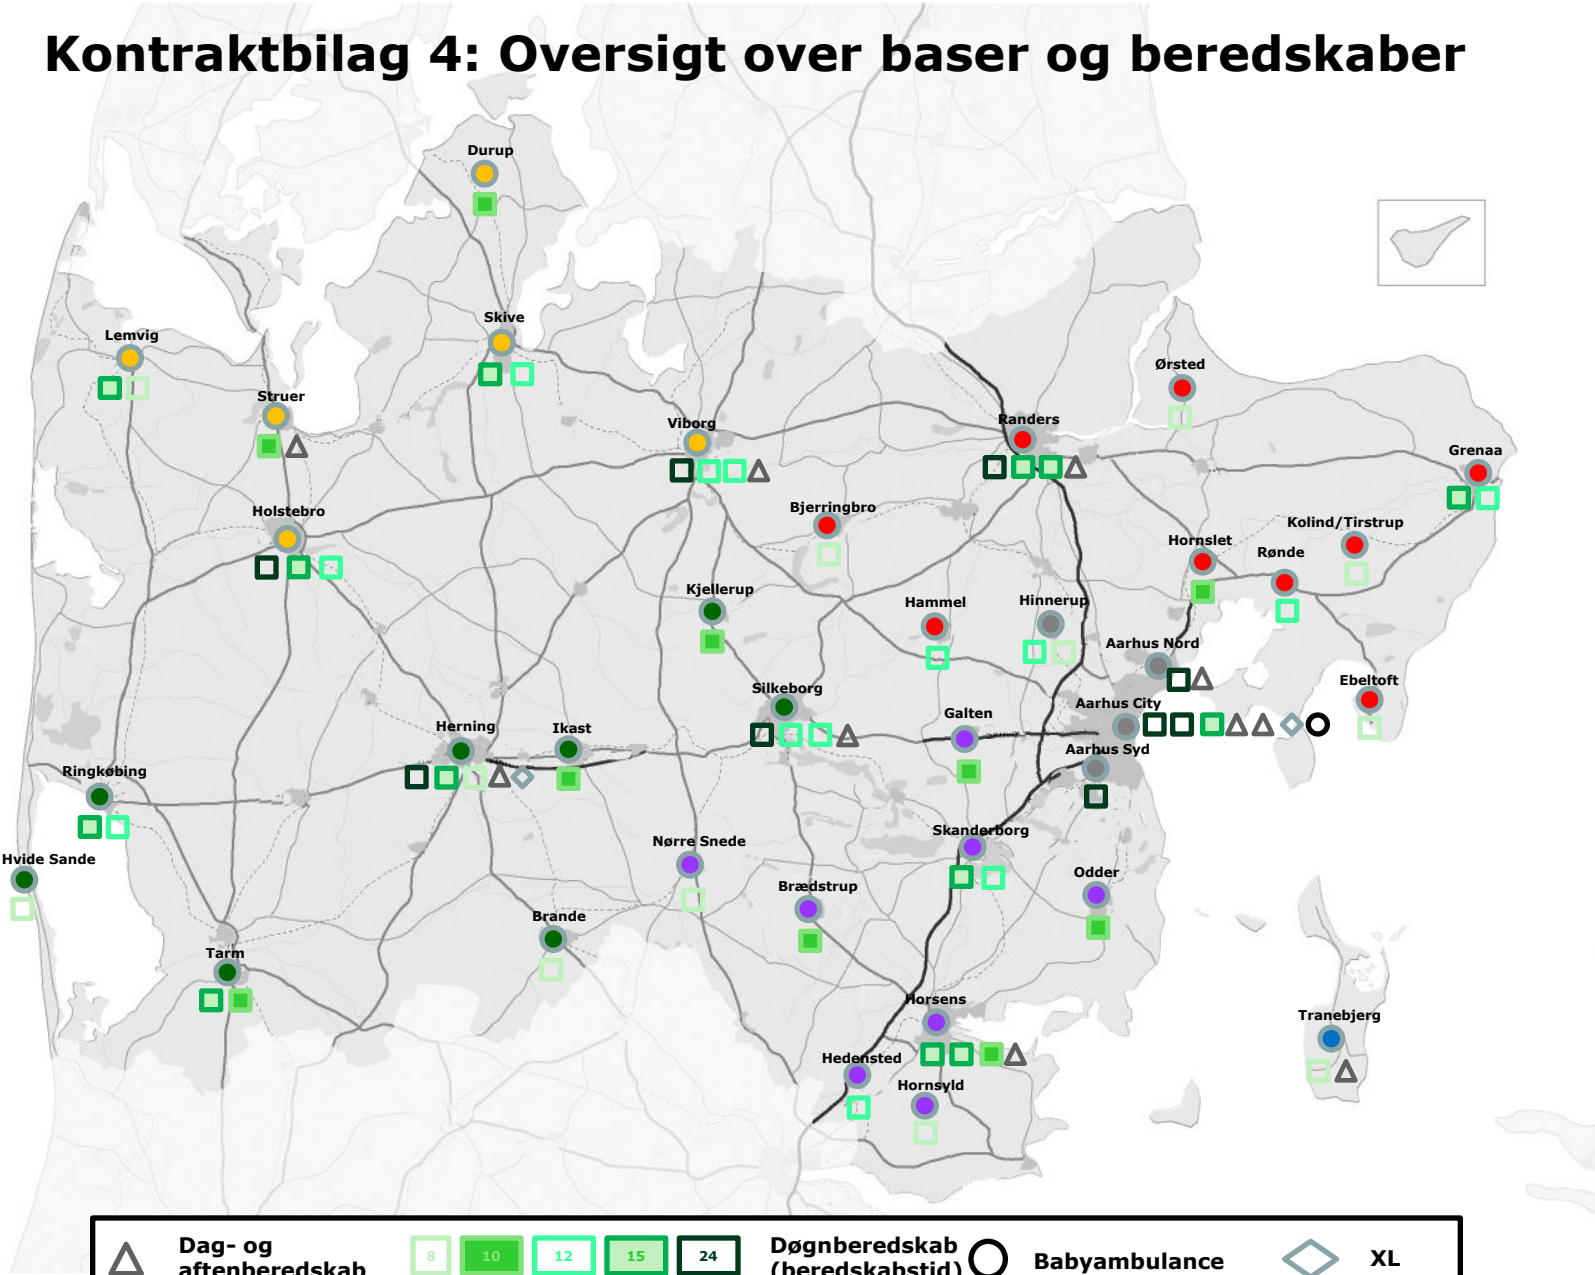 Kontraktbilag 4: Oversigt over baser og beredskaber
Durup
Skive
Lemvig
Ørsted
Struer
Viborg
Randers
Grenaa
Holstebro
Bjerringbro
Kolind/Tirstrup
Hornslet
Rønde
Kjellerup
Hammel
Hinnerup
Aarhus Nord
Silkeborg
Ebeltoft
Aarhus City
Galten
Herning
Ikast
Aarhus Syd
Ringkøbing
Skanderborg
Nørre Snede
Hvide Sande
Odder
Brædstrup
Brande
Tarm
Horsens
Tranebjerg
Hedensted
Hornsyld
Dag- og
aftenberedskab
8
10
12
15
24
Døgnberedskab
(beredskabstid)
Babyambulance
XL